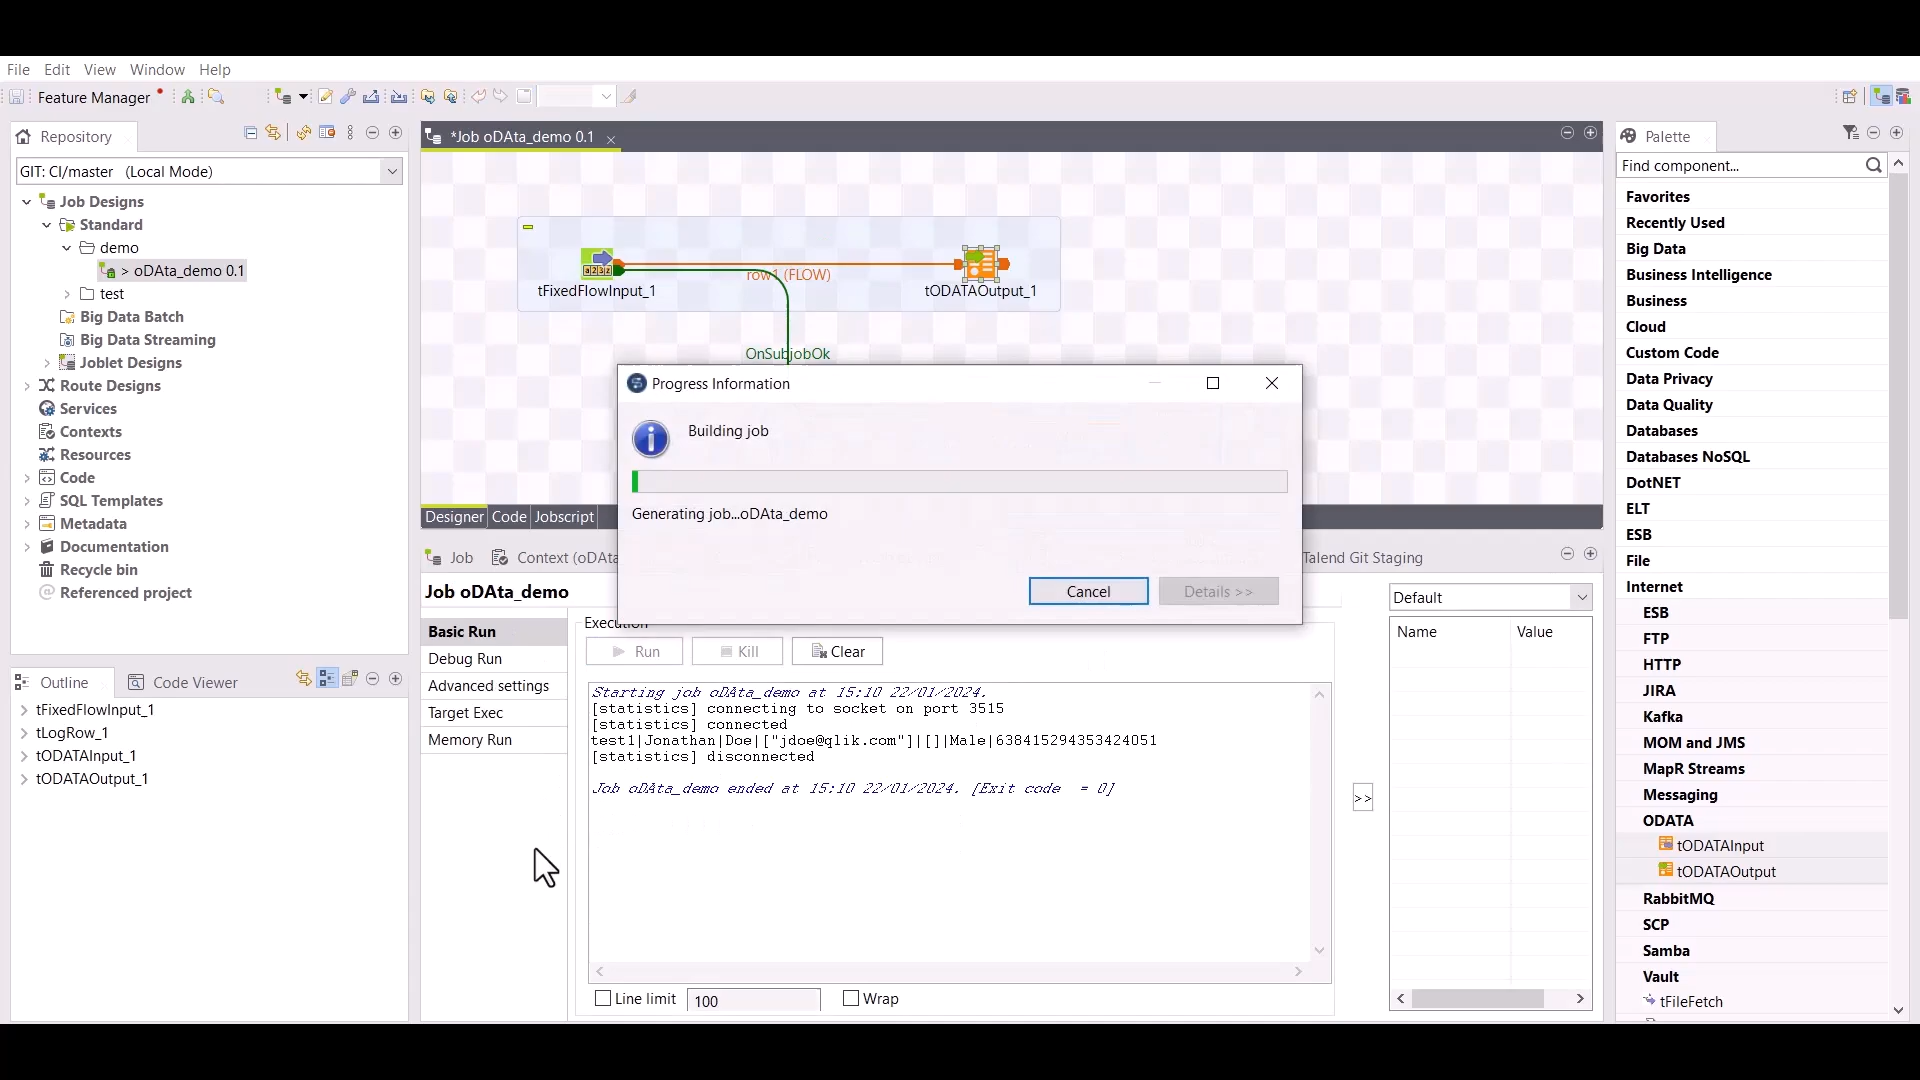 File Edit View Window Help
Feature Manager
Repository
GIT: CI/master (Local Mode)
Job Designs
Standard
demo
> oDAta_demo 0.1
test
Big Data Batch
Big Data Streaming
Joblet Designs
Route Designs
Services
Contexts
Resources
Code
SQL Templates
Metadata
Documentation
Recycle bin
Referenced project
Outline
Code Viewer
tFixedFlowInput_1
tLogRow_1
tODATAInput_1
tODATAOutput_1
*Job oDAta_demo 0.1
row1 (FLOW)
tFixedFlowInput_1
tODATAOutput_1
OnSubjobOk
Progress Information
Building job
Generating job...oDAta_demo
Cancel
Details >>
Designer
Code
Jobscript
Job
Context (oDAta
Talend Git Staging
Job oDAta_demo
Basic Run
Debug Run
Advanced settings
Target Exec
Memory Run
Execution
Run
Kill
Clear
Starting job oDAta_demo at 15:10 22/01/2024.
[statistics] connecting to socket on port 3515
[statistics] connected
test1|Jonathan|Doe|["jdoe@qlik.com"]|[]|Male|638415294353424051
[statistics] disconnected
Job oDAta_demo ended at 15:10 22/01/2024. [Exit code = 0]
Line limit
100
Wrap
>>
Default
Name
Value
Palette
Find component...
Favorites
Recently Used
Big Data
Business Intelligence
Business
Cloud
Custom Code
Data Privacy
Data Quality
Databases
Databases NoSQL
DotNET
ELT
ESB
File
Internet
ESB
FTP
HTTP
JIRA
Kafka
MOM and JMS
MapR Streams
Messaging
ODATA
tODATAInput
tODATAOutput
RabbitMQ
SCP
Samba
Vault
tFileFetch